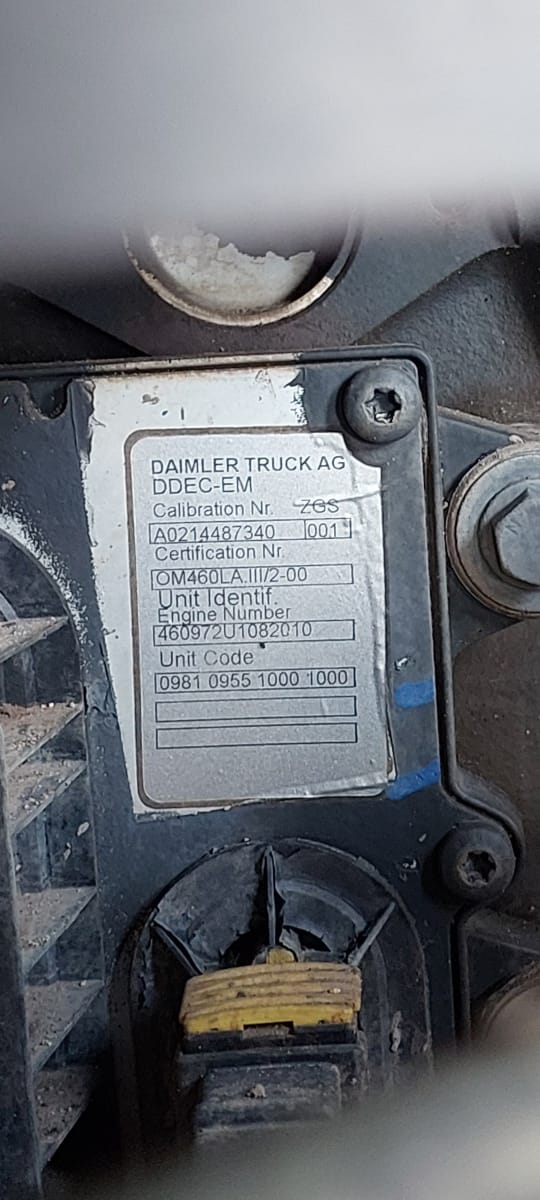 DAIMLER TRUCK AG
DDEC-EM
Calibration Nr. ZGS
A0214487340 001
Certification Nr.
OM460LA.III/2-00
Unit Identif.
Engine Number
460972U1082010
Unit Code
0981 0955 1000 1000